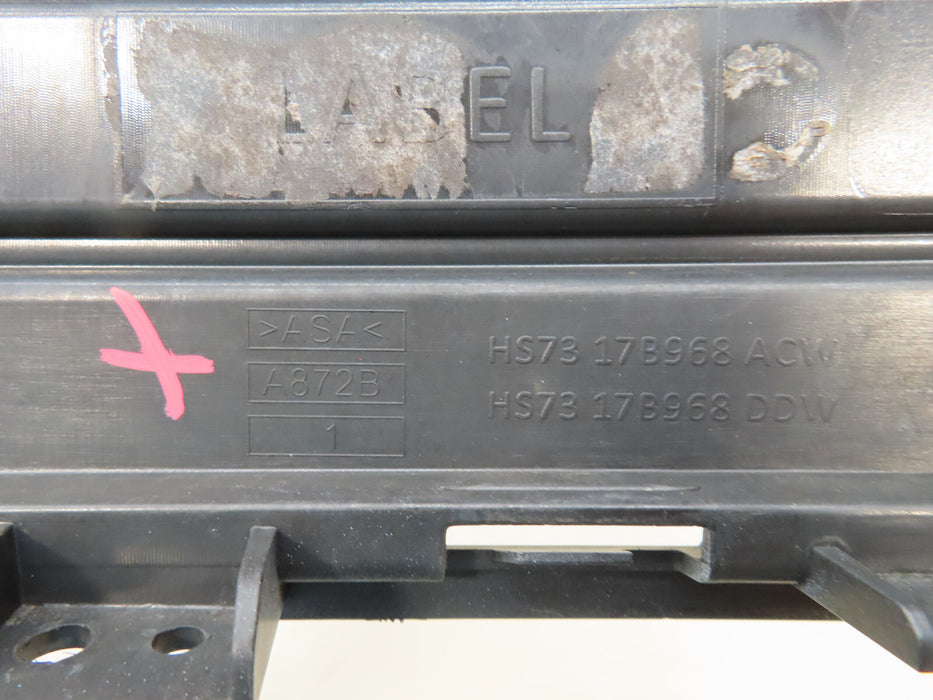 LABEL
>ASA<
A872B
1
HS73 17B968 ACW
HS73 17B968 DDW